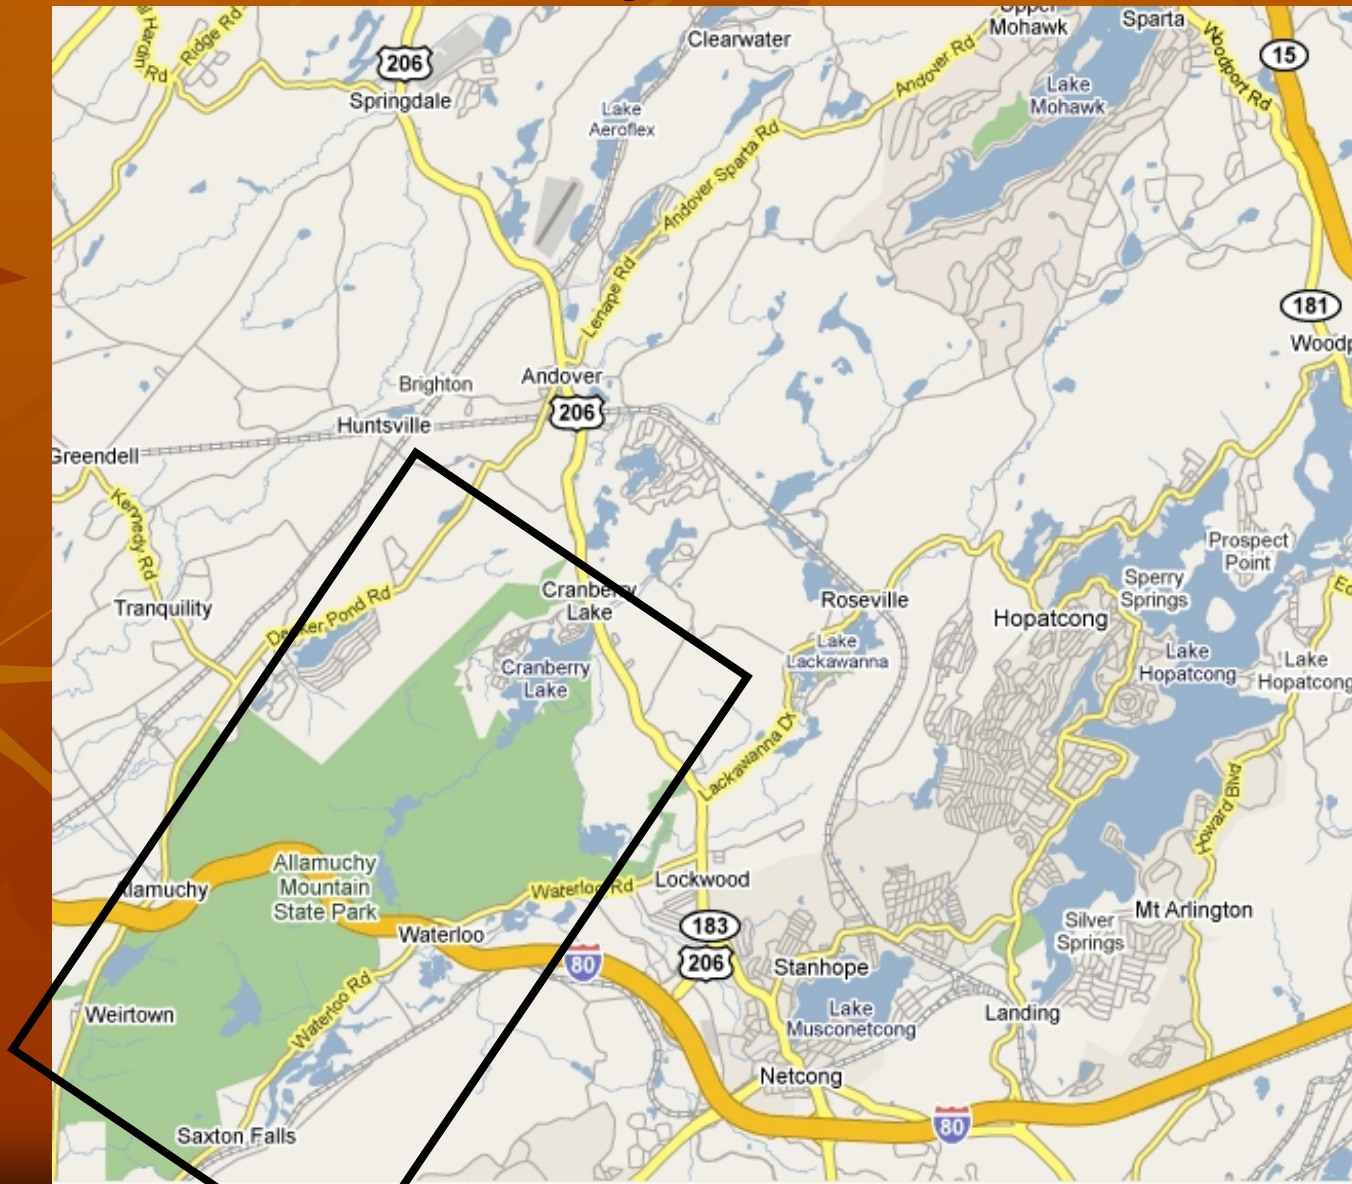 Upper
Mohawk
Sparta
Clearwater
Ridge Rd
Rd
206
Springdale
Andover Rd
Woodport Rd
15
Lake
Mohawk
Lake
Aeroflex
Andover Sparta Rd
Lenape Rd
181
Brighton
Andover
206
Huntsville
Greendell
Kennedy Rd
Prospect
Point
Tranquility
Decker Pond Rd
Cranberry
Lake
Roseville
Sperry
Springs
Hopatcong
Lake
Lackawanna
Cranberry
Lake
Lake
Hopatcong
Lake
Hopatcong
Lackawanna Dr
Howard Blvd
Allamuchy
Mountain
State Park
Alamuchy
Waterloo Rd
Lockwood
Mt Arlington
Waterloo
183
206
80
Stanhope
Silver
Springs
Waterloo Rd
Weirtown
Lake
Musconetcong
Landing
Netcong
80
Saxton Falls